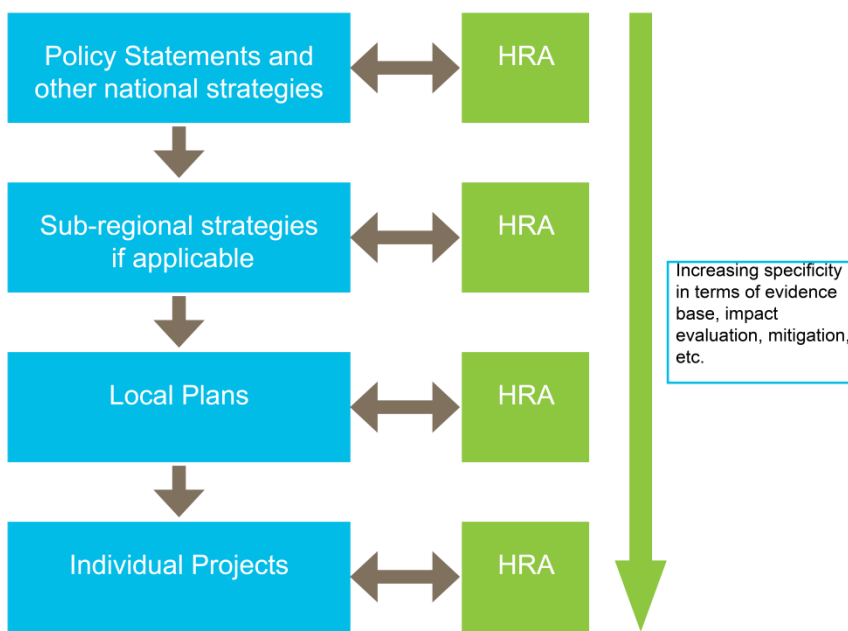 Policy Statements and
other national strategies
HRA
Sub-regional strategies
if applicable
HRA
Increasing specificity
in terms of evidence
base, impact
evaluation, mitigation,
etc.
Local Plans
HRA
Individual Projects
HRA